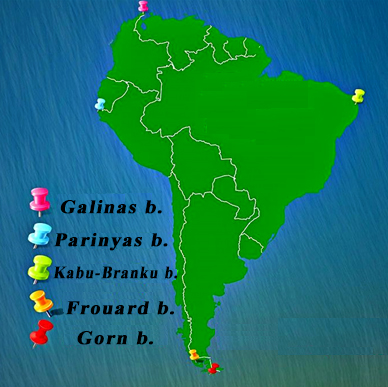 Galinas b.
Parinyas b.
Kabu-Branku b.
Frouard b.
Gorn b.